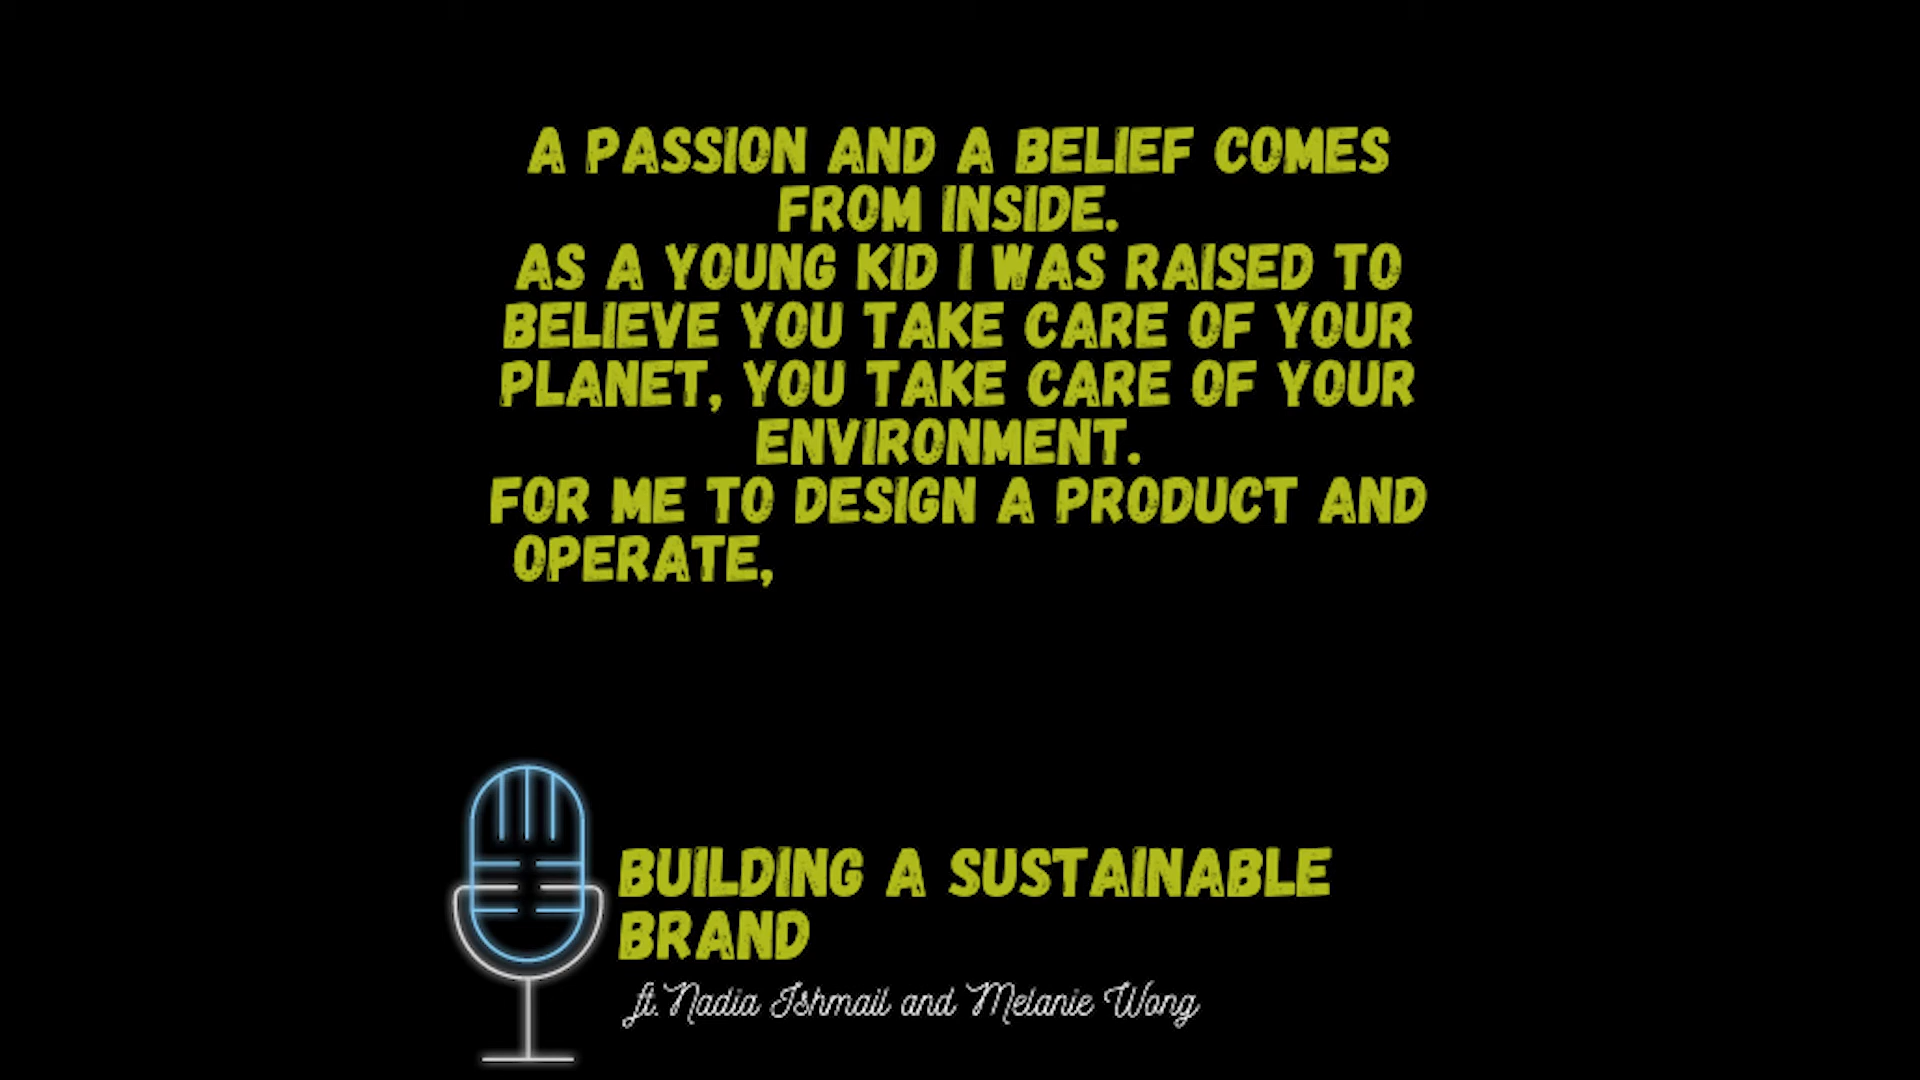 A PASSION AND A BELIEF COMES
FROM INSIDE.
AS A YOUNG KID I WAS RAISED TO
BELIEVE YOU TAKE CARE OF YOUR
PLANET, YOU TAKE CARE OF YOUR
ENVIRONMENT.
FOR ME TO DESIGN A PRODUCT AND
OPERATE,
BUILDING A SUSTAINABLE
BRAND
ft. Nadia Ishmail and Melanie Wong